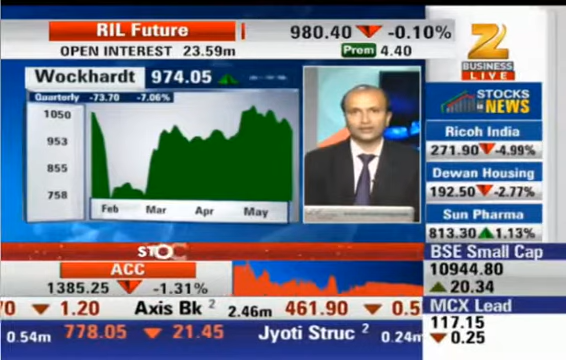 RIL Future
980.40 -0.10%
OPEN INTEREST 23.59m
Prem 4.40
Z
BUSINESS
LIVE
Wockhardt 974.05
Quarterly -73.70 -7.06%
1050
953
855
758
Feb Mar Apr May
STOCKS
IN NEWS
Ricoh India
271.90 -4.99%
Dewan Housing
192.50 -2.77%
Sun Pharma
813.30 1.13%
STOC
BSE Small Cap
10944.80
20.34
ACC
1385.25 -1.31%
70 1.20 Axis Bk 2 2.46m 461.90 0.5
MCX Lead
117.15
0.25
0.54m 778.05 21.45 Jyoti Struc 2 0.24m